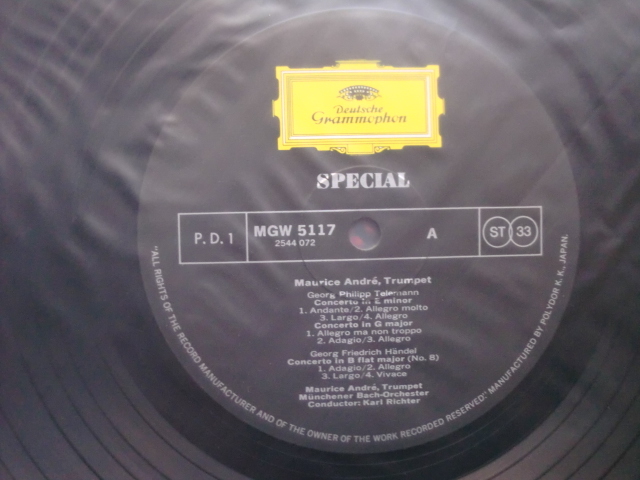 Deutsche
Grammophon
SPECIAL
P.D.1
MGW 5117
2544 072
A
ST 33
Maurice André, Trumpet
Georg Philipp Telemann
Concerto in E minor
1. Andante/2. Allegro molto
3. Largo/4. Allegro
Concerto in G major
1. Allegro ma non troppo
2. Adagio/3. Allegro
Georg Friedrich Händel
Concerto in B flat major (No. 8)
1. Adagio/2. Allegro
3. Largo/4. Vivace
Maurice André, Trumpet
Münchener Bach-Orchester
Conductor: Karl Richter
"ALL RIGHTS OF THE RECORD MANUFACTURER AND OF THE OWNER OF THE WORK RECORDED RESERVED" MANUFACTURED BY POLYDOR K.K., JAPAN.